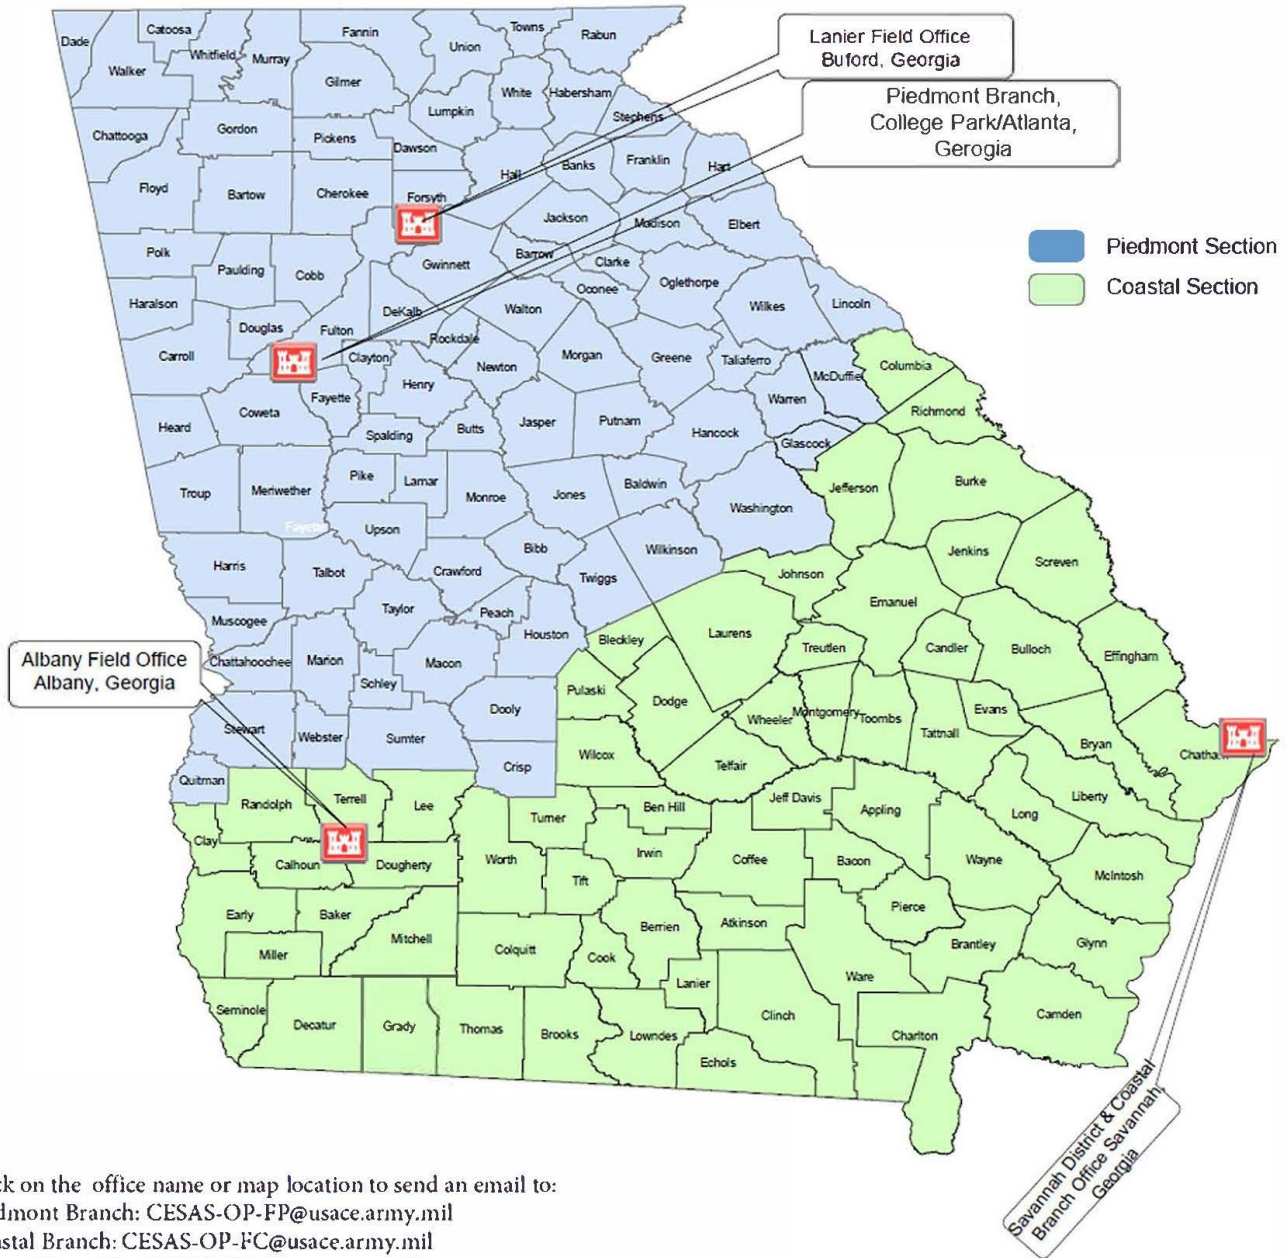 Lanier Field Office
Buford, Georgia
Piedmont Branch,
College Park/Atlanta,
Gerogia
Piedmont Section
Coastal Section
Albany Field Office
Albany, Georgia
Savannah District & Coastal
Branch Office Savannah,
Georgia
Dade
Catoosa
Whitfield
Murray
Fannin
Union
Towns
Rabun
Walker
Gilmer
Lumpkin
White
Habersham
Stephens
Chattooga
Gordon
Pickens
Dawson
Hall
Banks
Franklin
Hart
Floyd
Bartow
Cherokee
Forsyth
Jackson
Madison
Elbert
Polk
Paulding
Cobb
Gwinnett
Barrow
Clarke
Oconee
Oglethorpe
Wilkes
Lincoln
Haralson
Douglas
Fulton
DeKalb
Rockdale
Walton
Carroll
Clayton
Henry
Newton
Morgan
Greene
Taliaferro
McDuffie
Columbia
Heard
Coweta
Fayette
Spalding
Butts
Jasper
Putnam
Hancock
Warren
Glascock
Richmond
Troup
Meriwether
Fayette
Pike
Lamar
Monroe
Jones
Baldwin
Washington
Jefferson
Burke
Upson
Bibb
Wilkinson
Jenkins
Screven
Harris
Talbot
Crawford
Twiggs
Johnson
Emanuel
Muscogee
Taylor
Peach
Houston
Bleckley
Laurens
Treutlen
Candler
Bulloch
Effingham
Chattahoochee
Marion
Schley
Macon
Pulaski
Dodge
Wheeler
Montgomery
Toombs
Tattnall
Evans
Bryan
Chatha
Stewart
Webster
Sumter
Dooly
Crisp
Wilcox
Telfair
Quitman
Randolph
Terrell
Lee
Turner
Ben Hill
Jeff Davis
Appling
Long
Liberty
Clay
Calhoun
Dougherty
Worth
Tift
Irwin
Coffee
Bacon
Wayne
McIntosh
Early
Baker
Miller
Mitchell
Colquitt
Cook
Berrien
Atkinson
Pierce
Brantley
Glynn
Lanier
Ware
Seminole
Decatur
Grady
Thomas
Brooks
Lowndes
Echols
Clinch
Charlton
Camden
ck on the office name or map location to send an email to:
dmont Branch: CESAS-OP-FP@usace.army.mil
astal Branch: CESAS-OP-FC@usace.army.mil